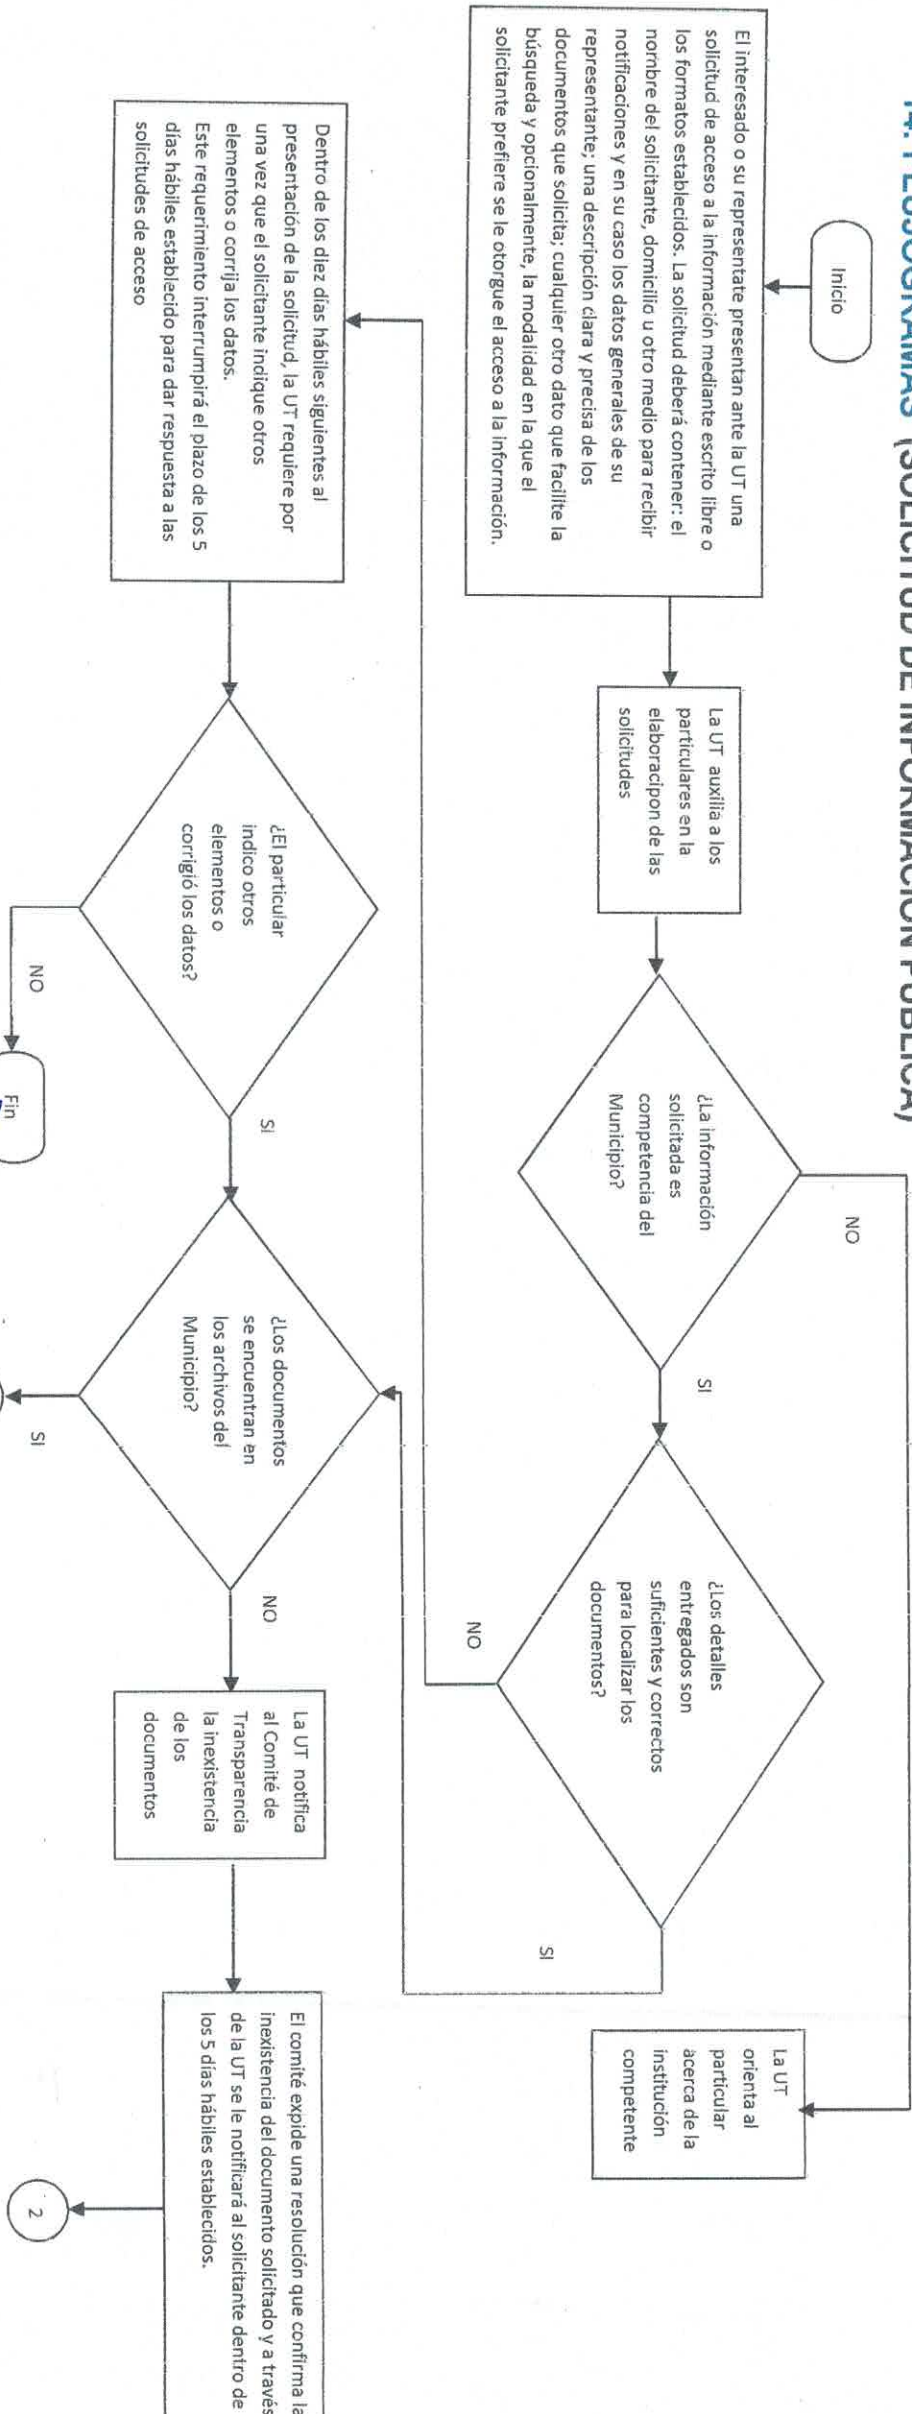 14. FLUJOGRAMAS (SOLICITUD DE INFORMACIÓN PÚBLICA)
Inicio
El interesado o su representate presentan ante la UT una
solicitud de acceso a la información mediante escrito libre o
los formatos establecidos. La solicitud deberá contener: el
nombre del solicitante, domicilio u otro medio para recibir
notificaciones y en su caso los datos generales de su
representante; una descripción clara y precisa de los
documentos que solicita; cualquier otro dato que facilite la
búsqueda y opcionalmente, la modalidad en la que el
solicitante prefiere se le otorgue el acceso a la información.
La UT auxilia a los
particulares en la
elaboracipon de las
solicitudes
¿La información
solicitada es
competencia del
Municipio?
NO
SI
¿Los detalles
entregados son
suficientes y correctos
para localizar los
documentos?
NO
SI
La UT
orienta al
particular
acerca de la
institución
competente
Dentro de los diez días hábiles siguientes al
presentación de la solicitud, la UT requiere por
una vez que el solicitante indique otros
elementos o corrija los datos.
Este requerimiento interrumpirá el plazo de los 5
días hábiles establecido para dar respuesta a las
solicitudes de acceso
¿El particular
indico otros
elementos o
corrigió los datos?
NO
Fin
SI
¿Los documentos
se encuentran en
los archivos del
Municipio?
SI
NO
La UT notifica
al Comité de
Transparencia
la inexistencia
de los
documentos
El comité expide una resolución que confirma la
inexistencia del documento solicitado y a través
de la UT se le notificará al solicitante dentro de
los 5 días hábiles establecidos.
2